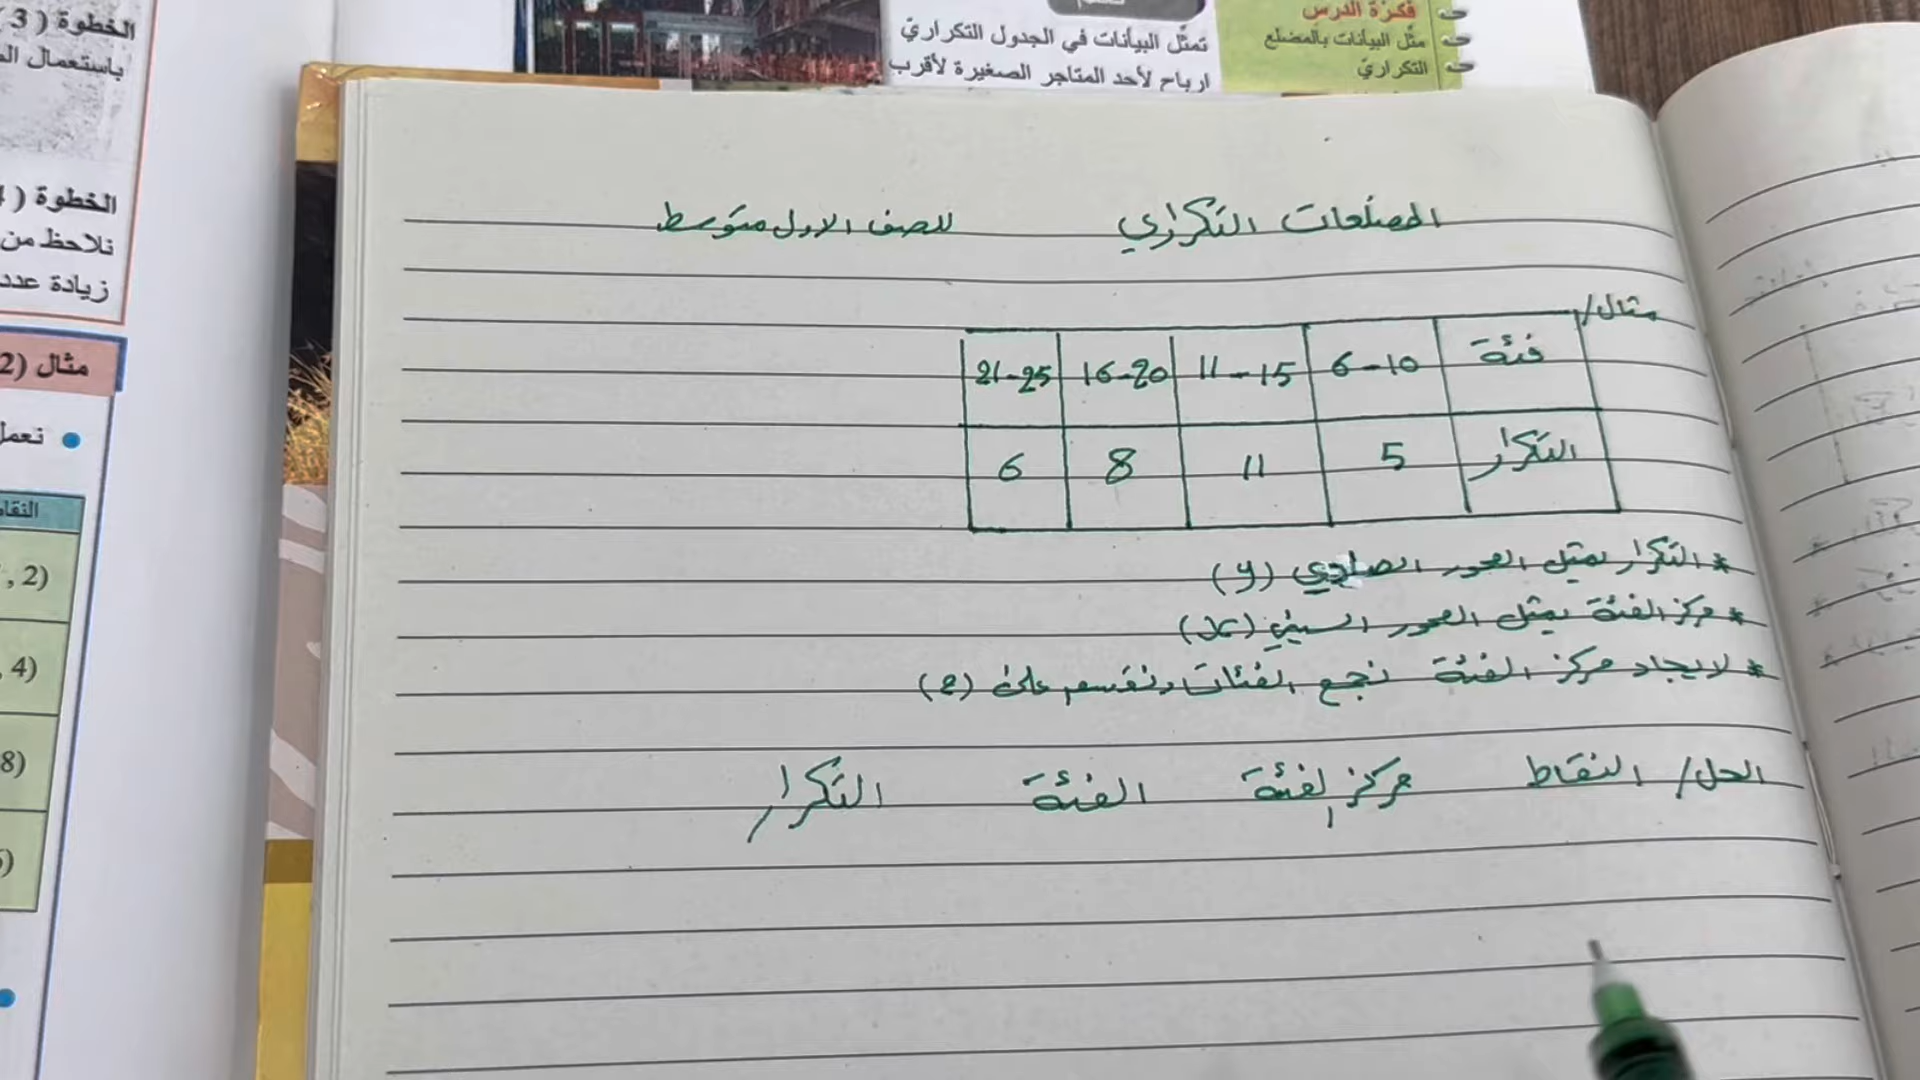 فكرة الدرس
مثّل البيانات بالمضلع
التكراري
تمثّل البيانات في الجدول التكراريّ
ارباح لأحد المتاجر الصغيرة لأقرب
الخطوة (3
باستعمال
الخطوة (
نلاحظ من
زيادة عدد
مثال (2
نعمل
, 2)
, 4)
8)
المضلعات التكراري للصف الاول متوسط
مثال/
فئة 6-10 11-15 16-20 21-25
التكرار 5 11 8 6
* التكرار يمثل المحور الصادي (y)
* مركز الفئة يمثل المحور السيني (x)
* لايجاد مركز الفئة نجمع الفئات ونقسم على (2)
الحل/ النقاط مركز الفئة الفئة التكرار